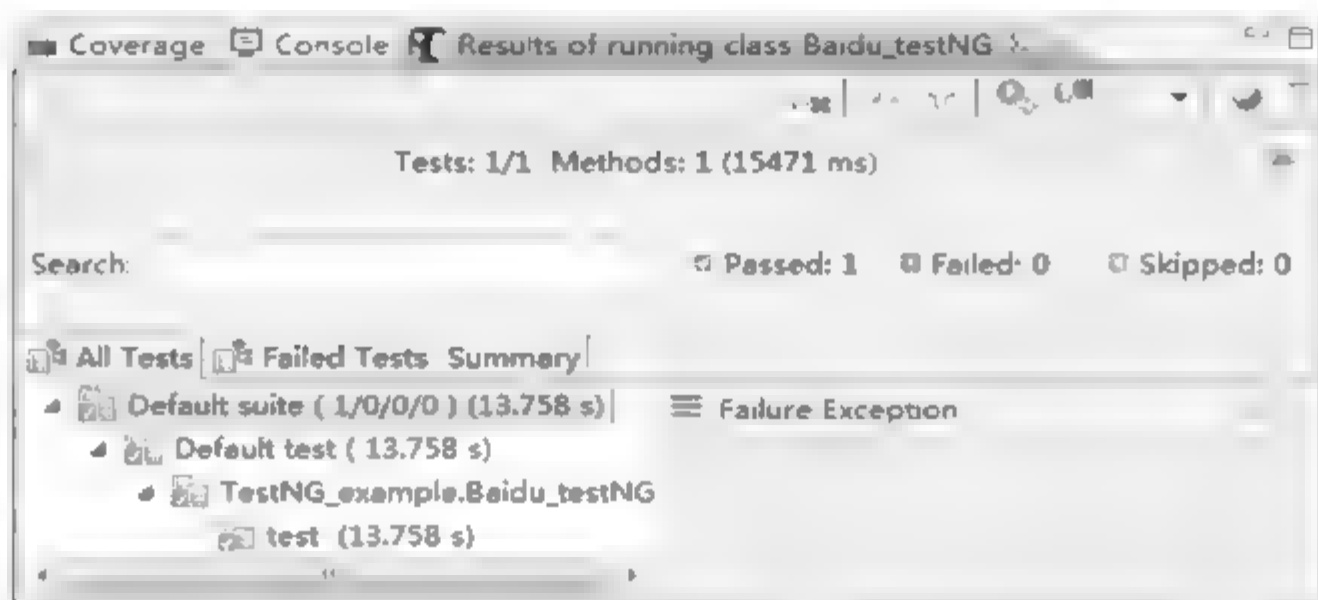 Coverage Console Results of running class Baidu_testNG
Tests: 1/1 Methods: 1 (15471 ms)
Search: Passed: 1 Failed: 0 Skipped: 0
All Tests Failed Tests Summary
Default suite ( 1/0/0/0 ) (13.758 s) Failure Exception
Default test ( 13.758 s)
TestNG_example.Baidu_testNG
test (13.758 s)